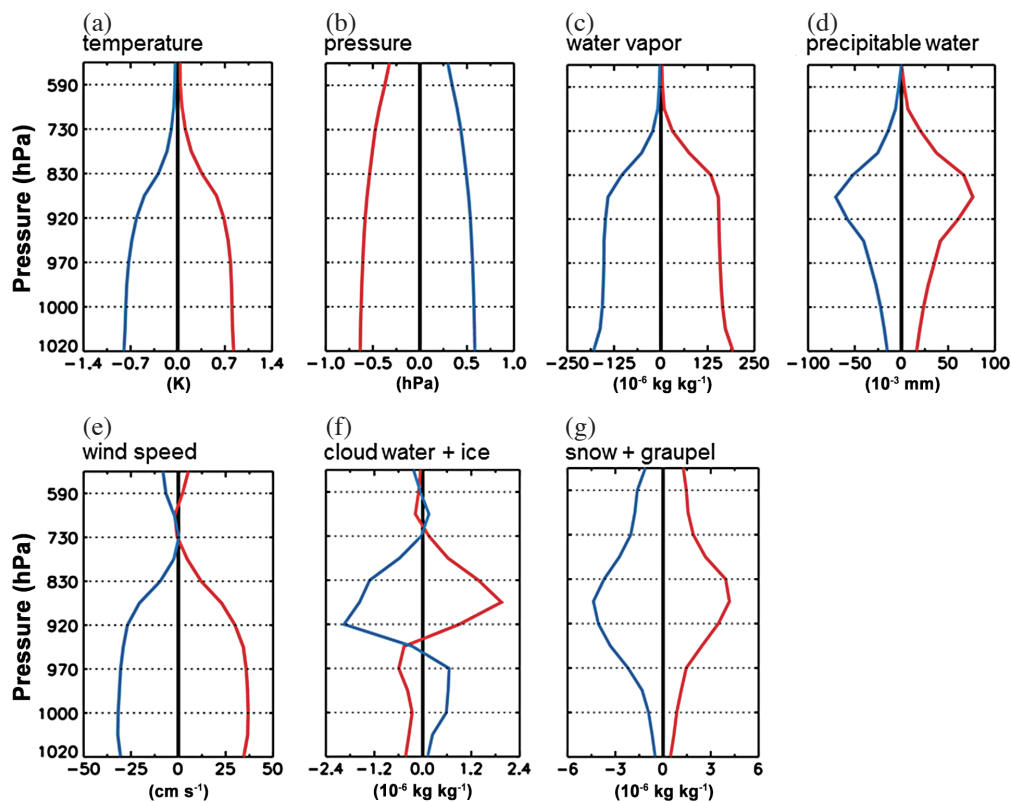 (a) (b) (c) (d)
temperature pressure water vapor precipitable water
Pressure (hPa)
590
730
830
920
970
1000
1020
−1.4 −0.7 0.0 0.7 1.4 −1.0 −0.5 0.0 0.5 1.0 −250 −125 0 125 250 −100 −50 0 50 100
(K) (hPa) (10⁻⁶ kg kg⁻¹) (10⁻³ mm)
(e) (f) (g)
wind speed cloud water + ice snow + graupel
Pressure (hPa)
590
730
830
920
970
1000
1020
−50 −25 0 25 50 −2.4 −1.2 0.0 1.2 2.4 −6 −3 0 3 6
(cm s⁻¹) (10⁻⁶ kg kg⁻¹) (10⁻⁶ kg kg⁻¹)